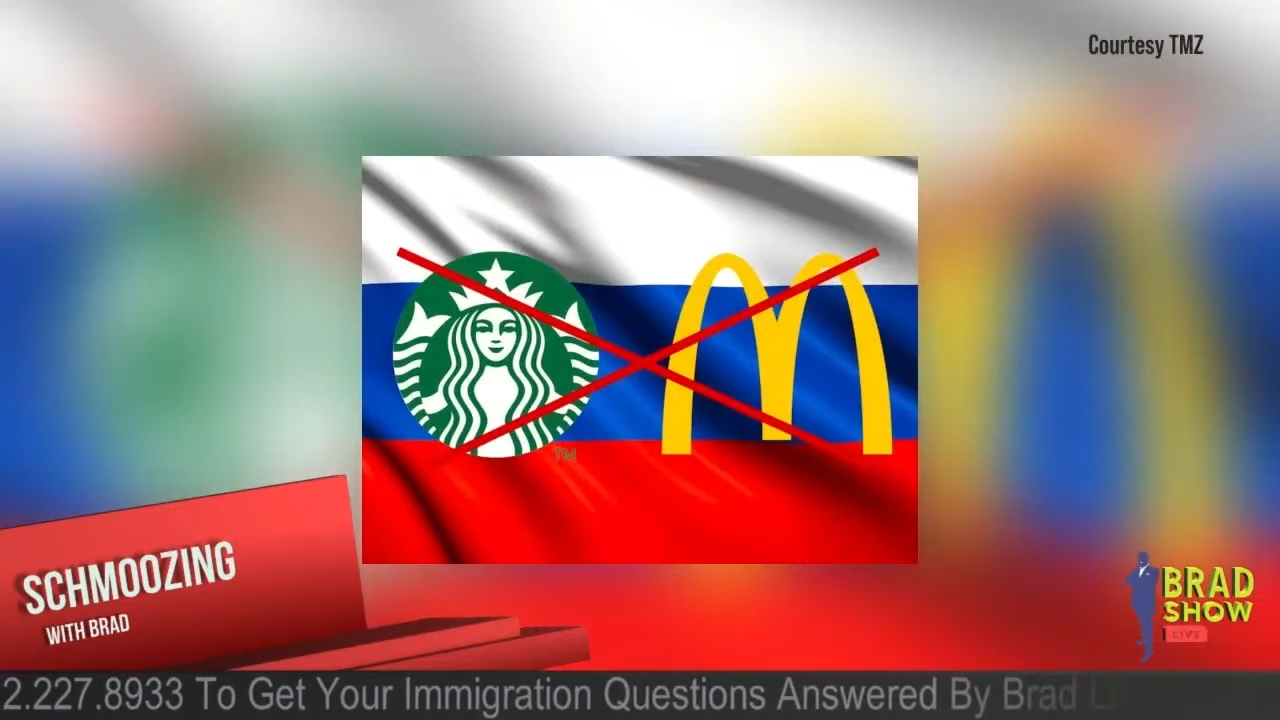 Courtesy TMZ
TM
SCHMOOZING
WITH BRAD
BRAD
SHOW
LIVE
2.227.8933 To Get Your Immigration Questions Answered By Brad